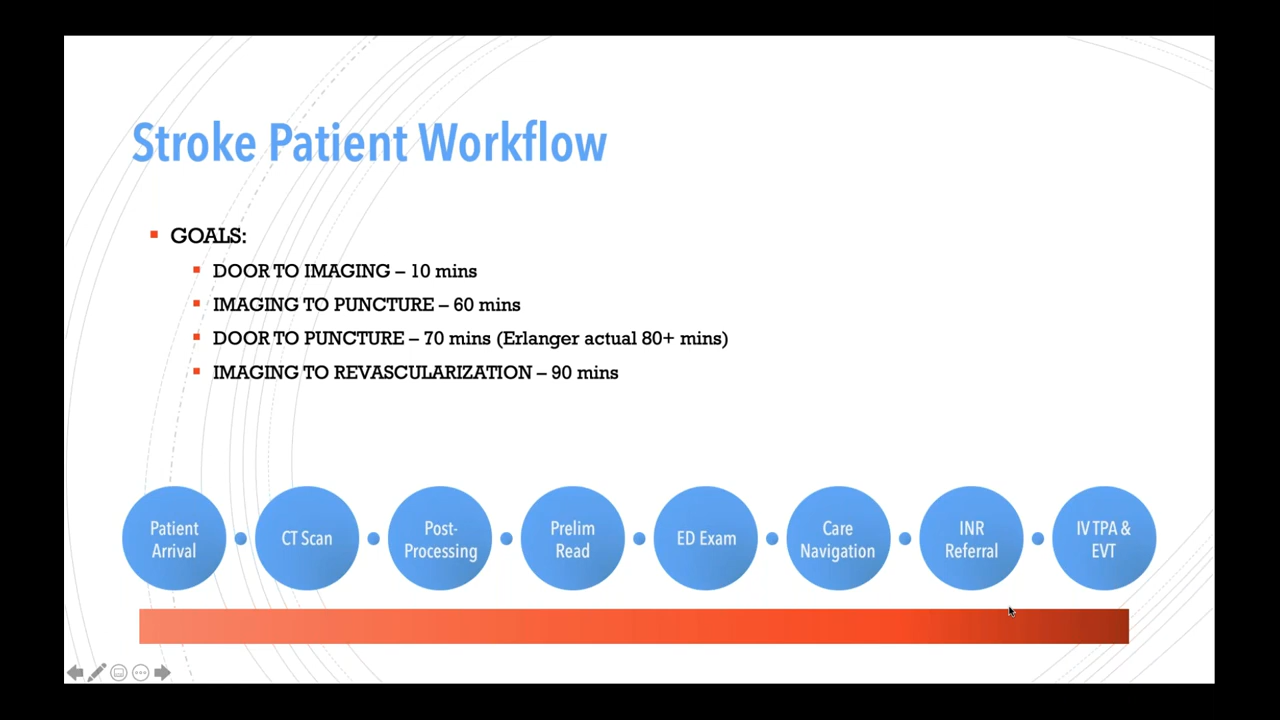 Stroke Patient Workflow
GOALS:
DOOR TO IMAGING – 10 mins
IMAGING TO PUNCTURE – 60 mins
DOOR TO PUNCTURE – 70 mins (Erlanger actual 80+ mins)
IMAGING TO REVASCULARIZATION – 90 mins
Patient
Arrival
CT Scan
Post-
Processing
Prelim
Read
ED Exam
Care
Navigation
INR
Referral
IV TPA &
EVT